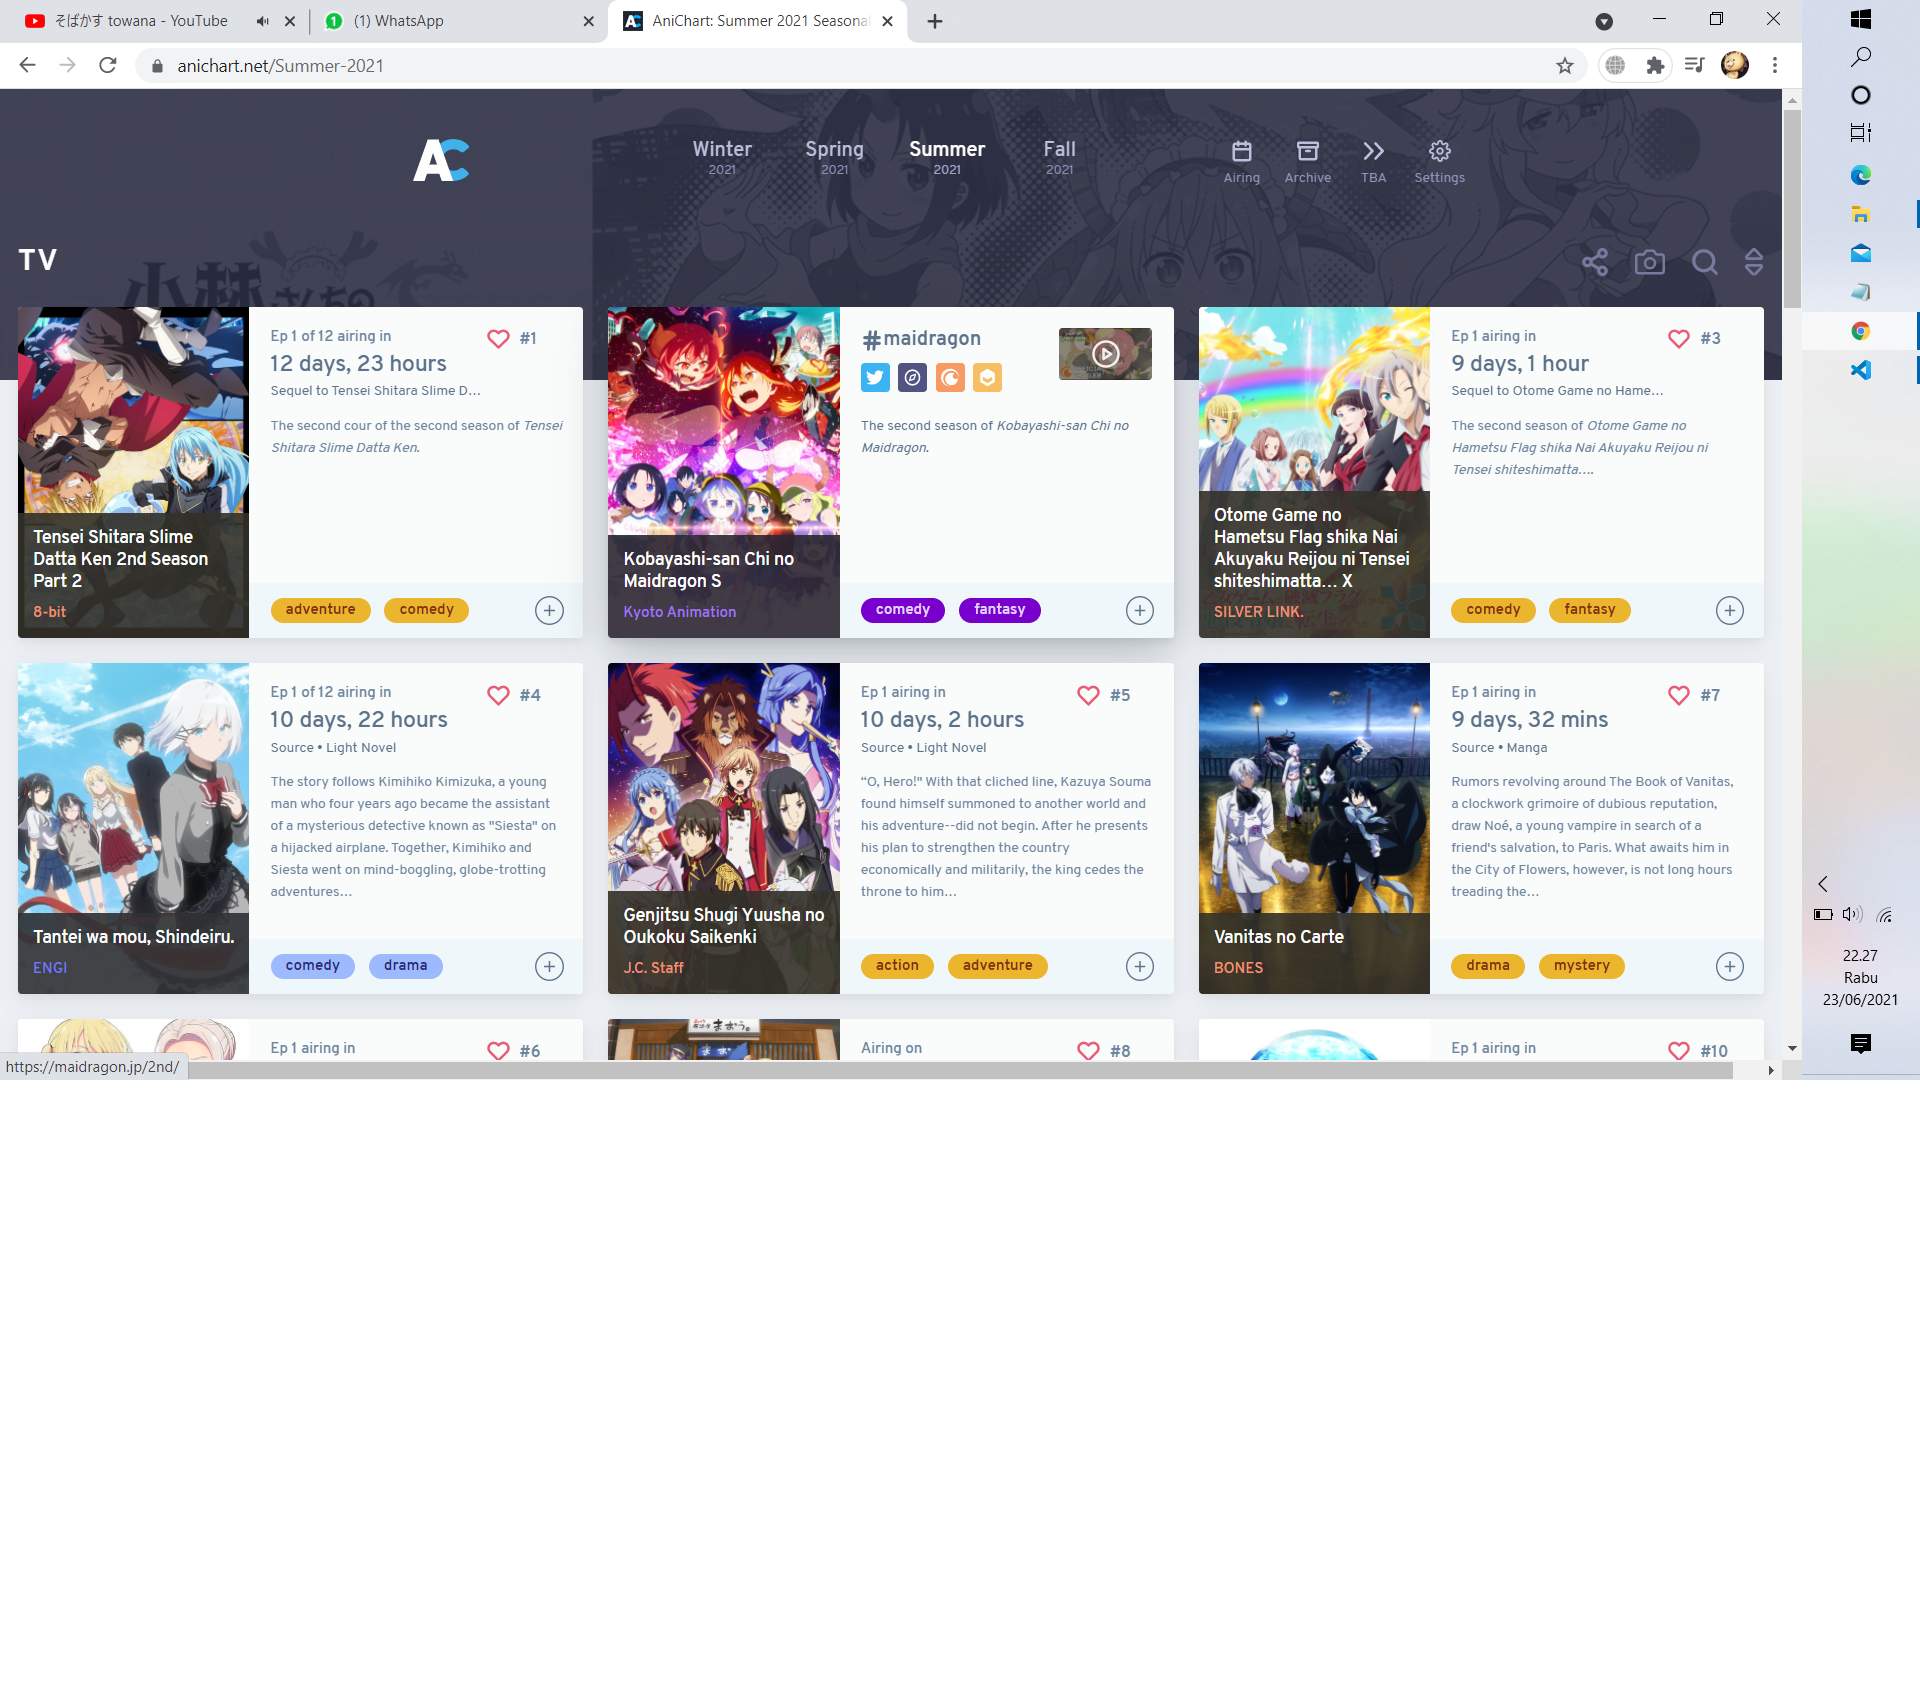 そばかす towana - YouTube
(1) WhatsApp
AniChart: Summer 2021 Seasonal
anichart.net/Summer-2021
AC
Winter
2021
Spring
2021
Summer
2021
Fall
2021
Airing
Archive
TBA
Settings
TV
小林さんちの
Ep 1 of 12 airing in
12 days, 23 hours
#1
Sequel to Tensei Shitara Slime D...
The second cour of the second season of Tensei
Shitara Slime Datta Ken.
Tensei Shitara Slime
Datta Ken 2nd Season
Part 2
8-bit
adventure
comedy
#maidragon
The second season of Kobayashi-san Chi no
Maidragon.
Kobayashi-san Chi no
Maidragon S
Kyoto Animation
comedy
fantasy
Ep 1 airing in
9 days, 1 hour
#3
Sequel to Otome Game no Hame...
The second season of Otome Game no
Hametsu Flag shika Nai Akuyaku Reijou ni
Tensei shiteshimatta….
Otome Game no
Hametsu Flag shika Nai
Akuyaku Reijou ni Tensei
shiteshimatta… X
SILVER LINK.
comedy
fantasy
Ep 1 of 12 airing in
10 days, 22 hours
#4
Source • Light Novel
The story follows Kimihiko Kimizuka, a young
man who four years ago became the assistant
of a mysterious detective known as "Siesta" on
a hijacked airplane. Together, Kimihiko and
Siesta went on mind-boggling, globe-trotting
adventures…
Tantei wa mou, Shindeiru.
ENGI
comedy
drama
Ep 1 airing in
10 days, 2 hours
#5
Source • Light Novel
“O, Hero!" With that cliched line, Kazuya Souma
found himself summoned to another world and
his adventure--did not begin. After he presents
his plan to strengthen the country
economically and militarily, the king cedes the
throne to him…
Genjitsu Shugi Yuusha no
Oukoku Saikenki
J.C. Staff
action
adventure
Ep 1 airing in
9 days, 32 mins
#7
Source • Manga
Rumors revolving around The Book of Vanitas,
a clockwork grimoire of dubious reputation,
draw Noé, a young vampire in search of a
friend's salvation, to Paris. What awaits him in
the City of Flowers, however, is not long hours
treading the…
Vanitas no Carte
BONES
drama
mystery
Ep 1 airing in
#6
まおう。
Airing on
#8
Ep 1 airing in
#10
https://maidragon.jp/2nd/
22.27
Rabu
23/06/2021